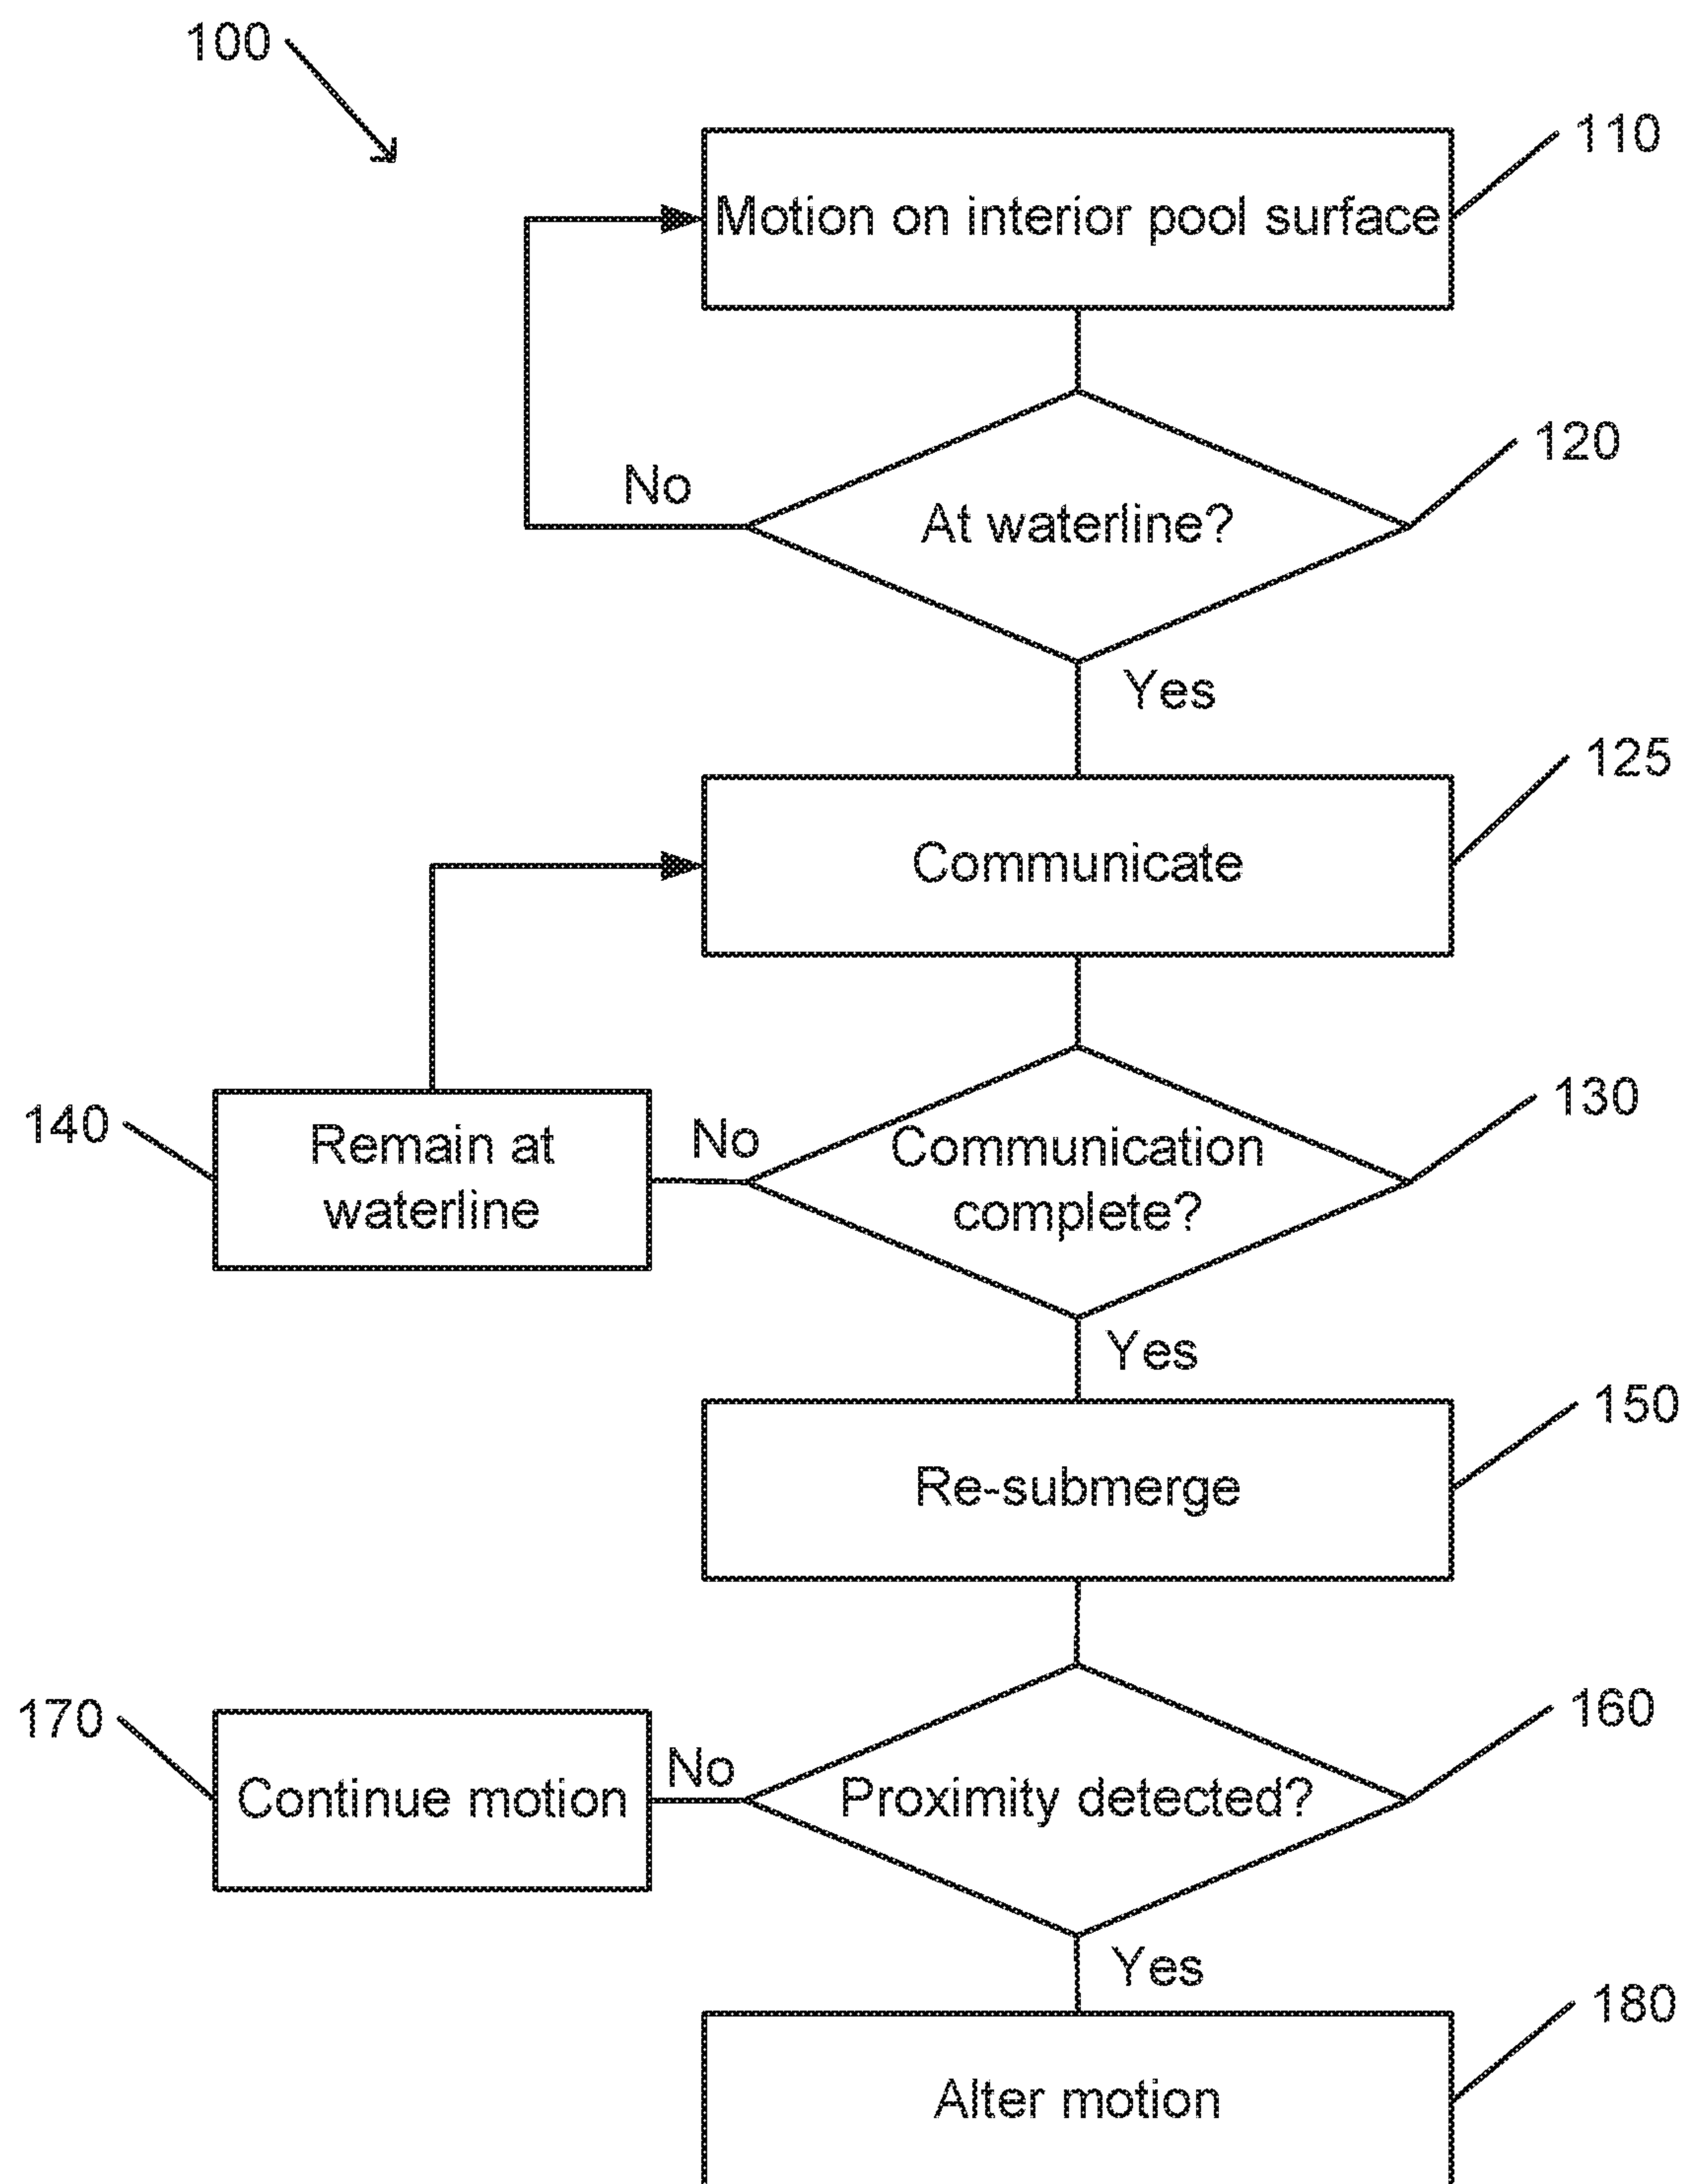 100
110
Motion on interior pool surface
120
No
At waterline?
Yes
125
Communicate
130
140
Remain at
waterline
No
Communication
complete?
Yes
150
Re-submerge
160
170
Continue motion
No
Proximity detected?
Yes
180
Alter motion